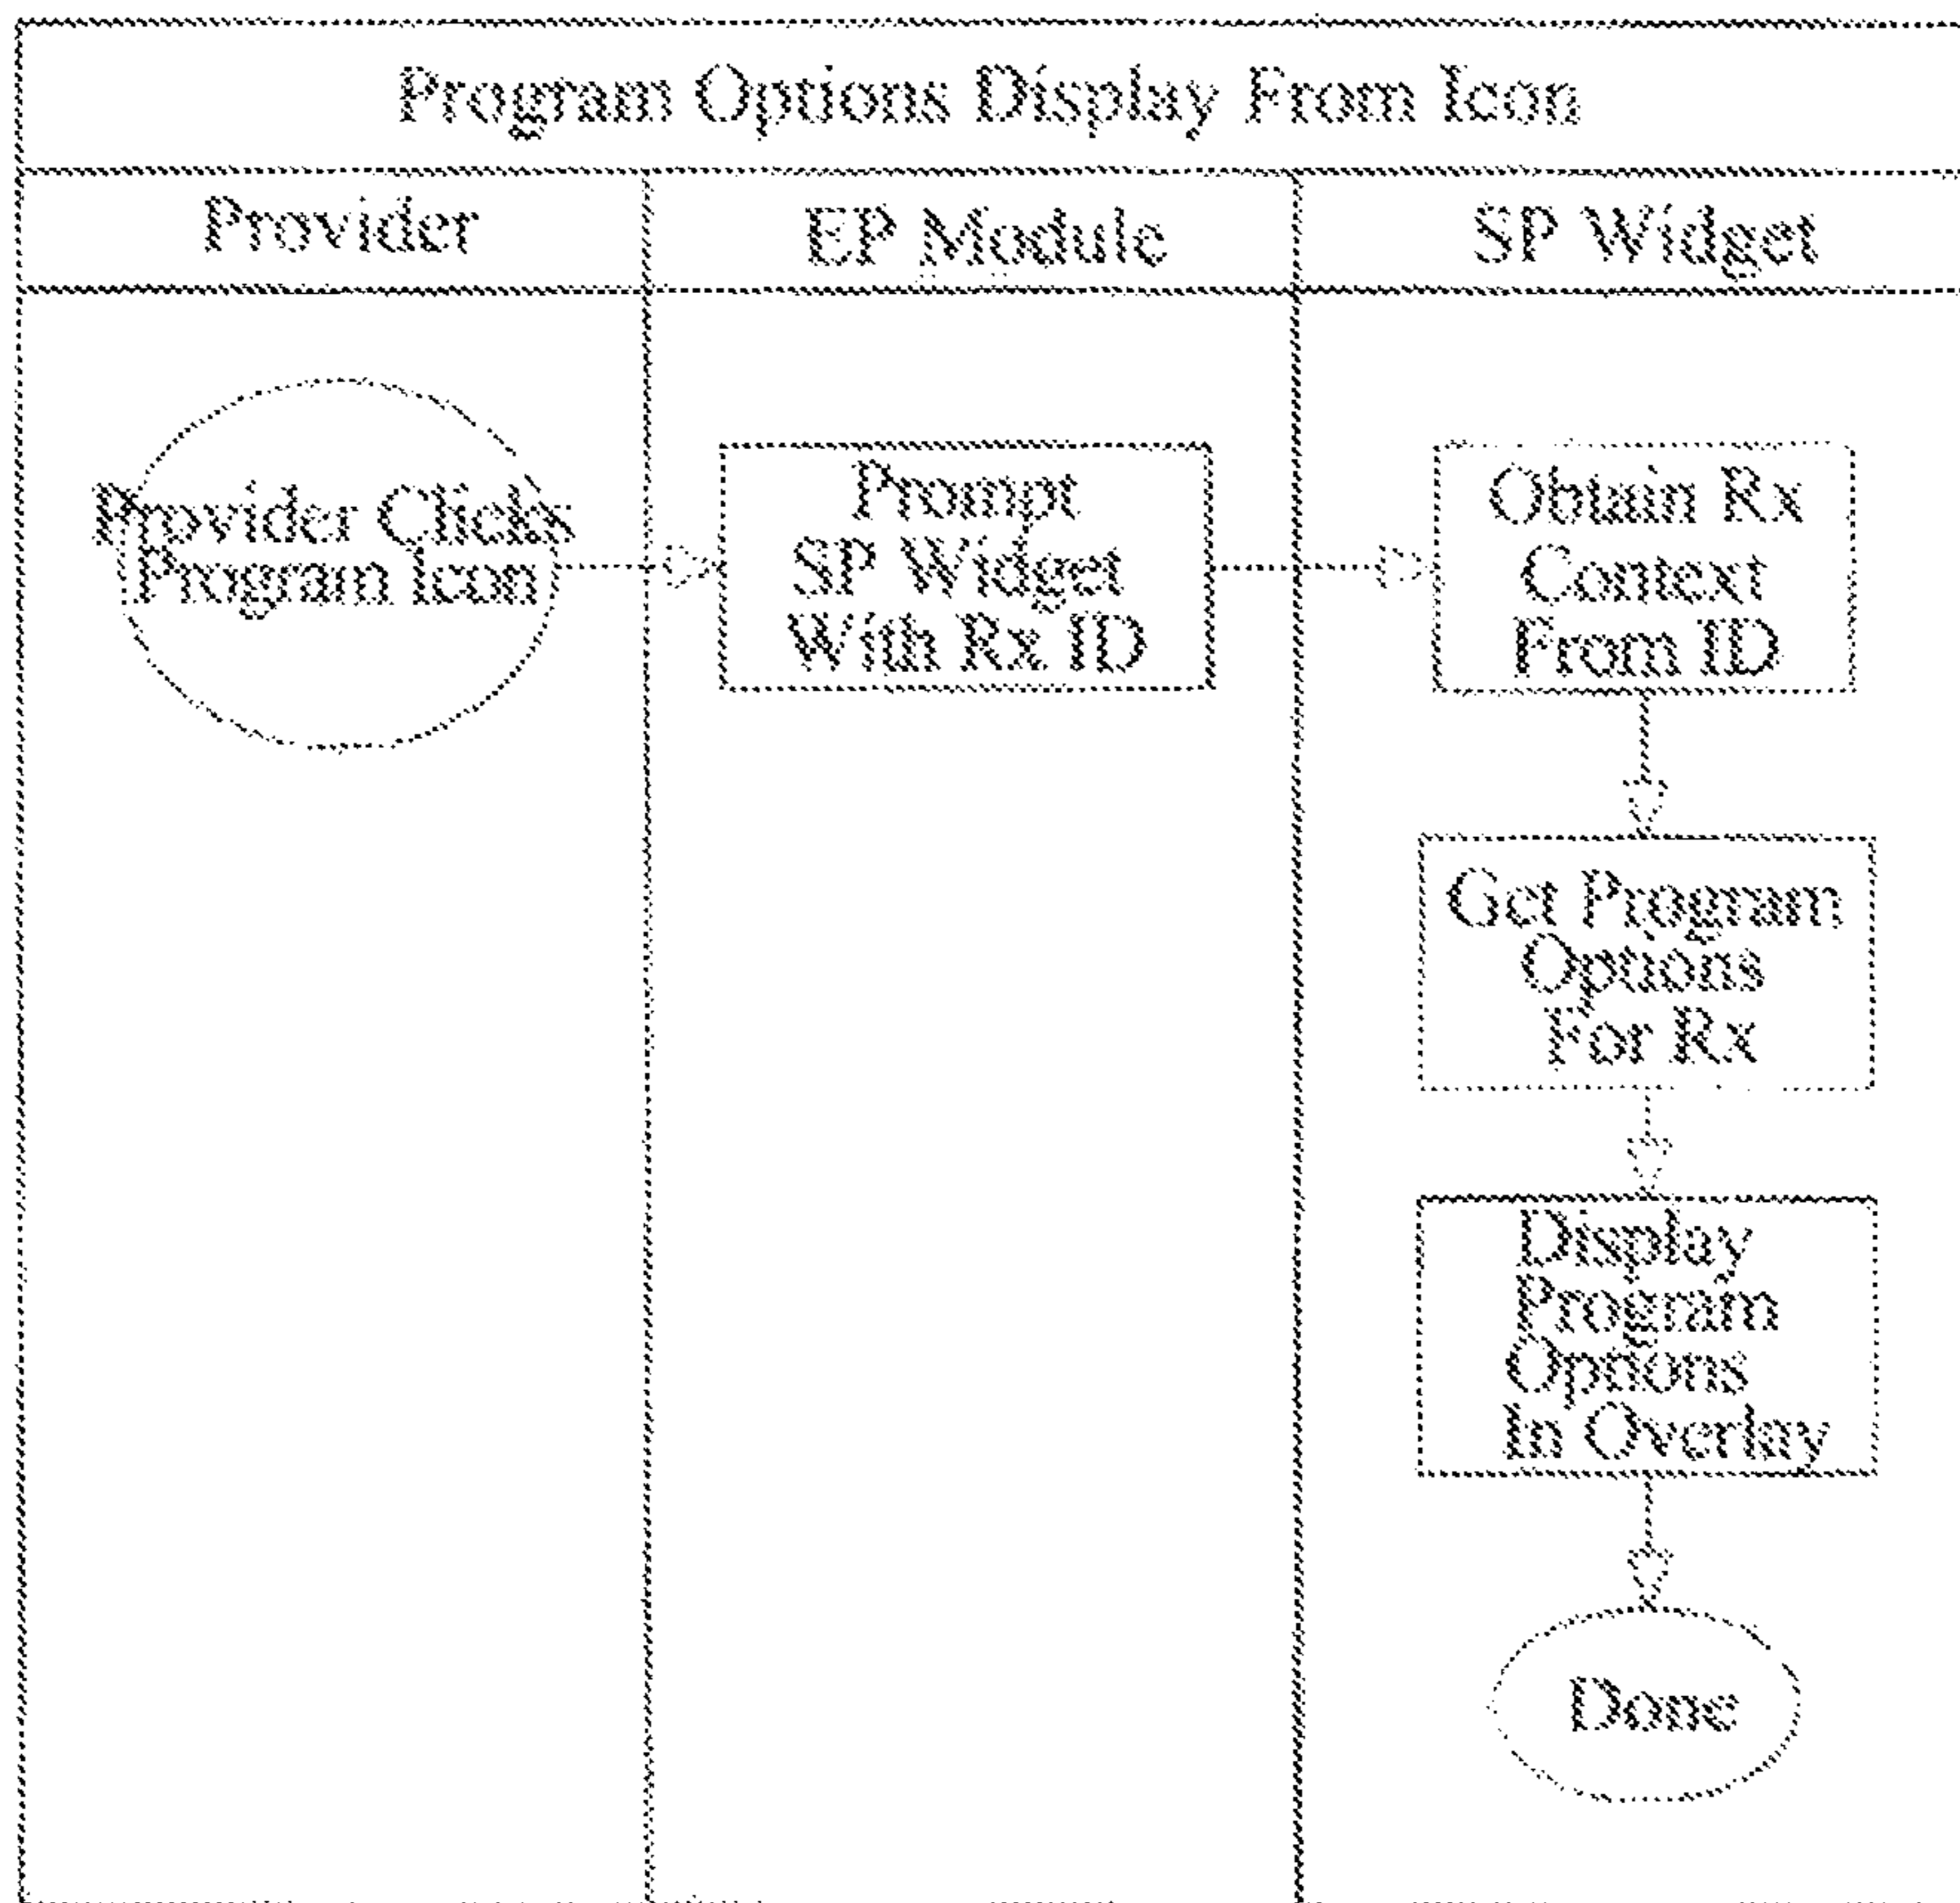 Program Options Display From Icon
Provider
EP Module
SP Widget
Provider Clicks
Program Icon
Prompt
SP Widget
With Rx ID
Obtain Rx
Context
From ID
Get Program
Options
For Rx
Display
Program
Options
In Overlay
Done